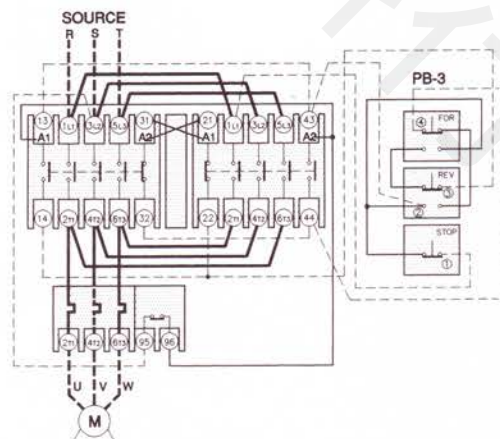 SOURCE
R S T
PB-3
13 1L1 3L2 5L3 31 21 1L1 3L2 5L3 43
A1 A2 A1 A2
FOR
④
REV
③
②
14 2T1 4T2 6T3 32 22 2T1 4T2 6T3 44
STOP
①
2T1 4T2 6T3 95 96
U V W
M